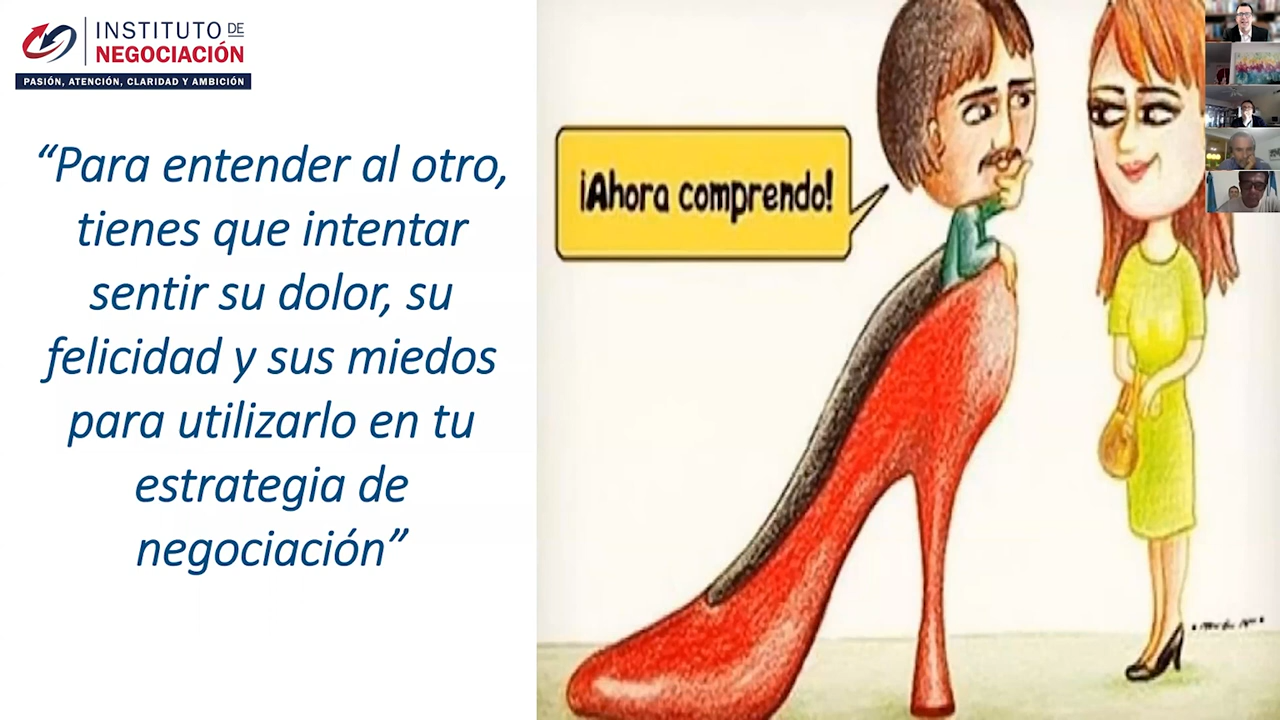 INSTITUTO DE
NEGOCIACIÓN
PASIÓN, ATENCIÓN, CLARIDAD Y AMBICIÓN
“Para entender al otro,
tienes que intentar
sentir su dolor, su
felicidad y sus miedos
para utilizarlo en tu
estrategia de
negociación”
¡Ahora comprendo!